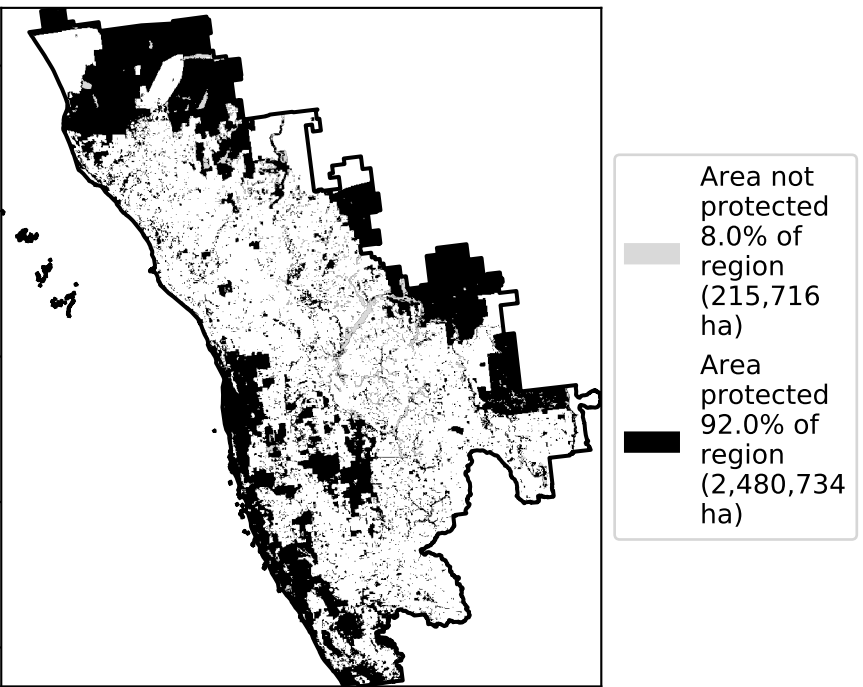 Area not
protected
8.0% of
region
(215,716
ha)
Area
protected
92.0% of
region
(2,480,734
ha)